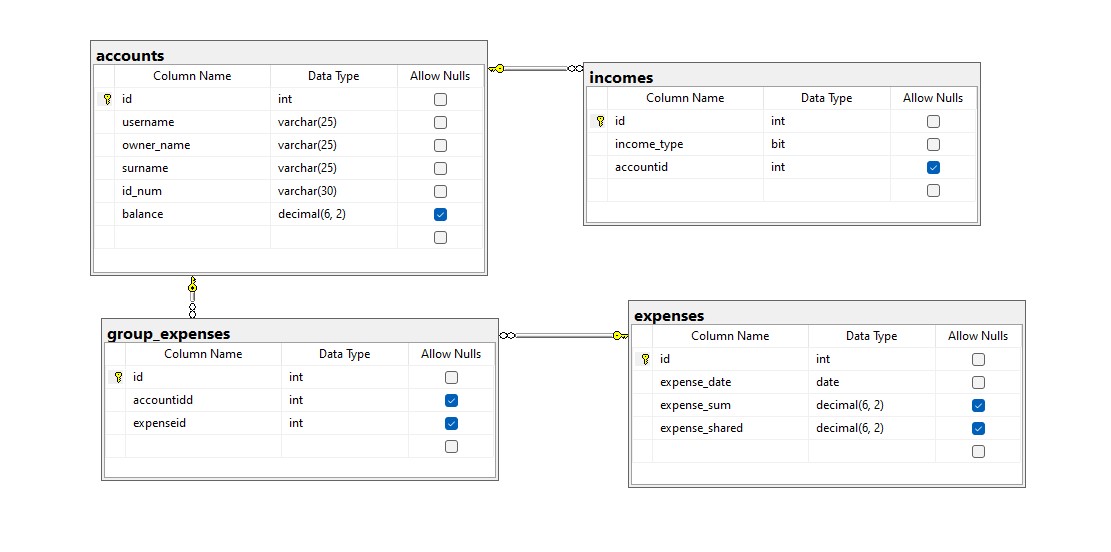 accounts
Column Name Data Type Allow Nulls
id int
username varchar(25)
owner_name varchar(25)
surname varchar(25)
id_num varchar(30)
balance decimal(6, 2)
incomes
Column Name Data Type Allow Nulls
id int
income_type bit
accountid int
group_expenses
Column Name Data Type Allow Nulls
id int
accountidd int
expenseid int
expenses
Column Name Data Type Allow Nulls
id int
expense_date date
expense_sum decimal(6, 2)
expense_shared decimal(6, 2)